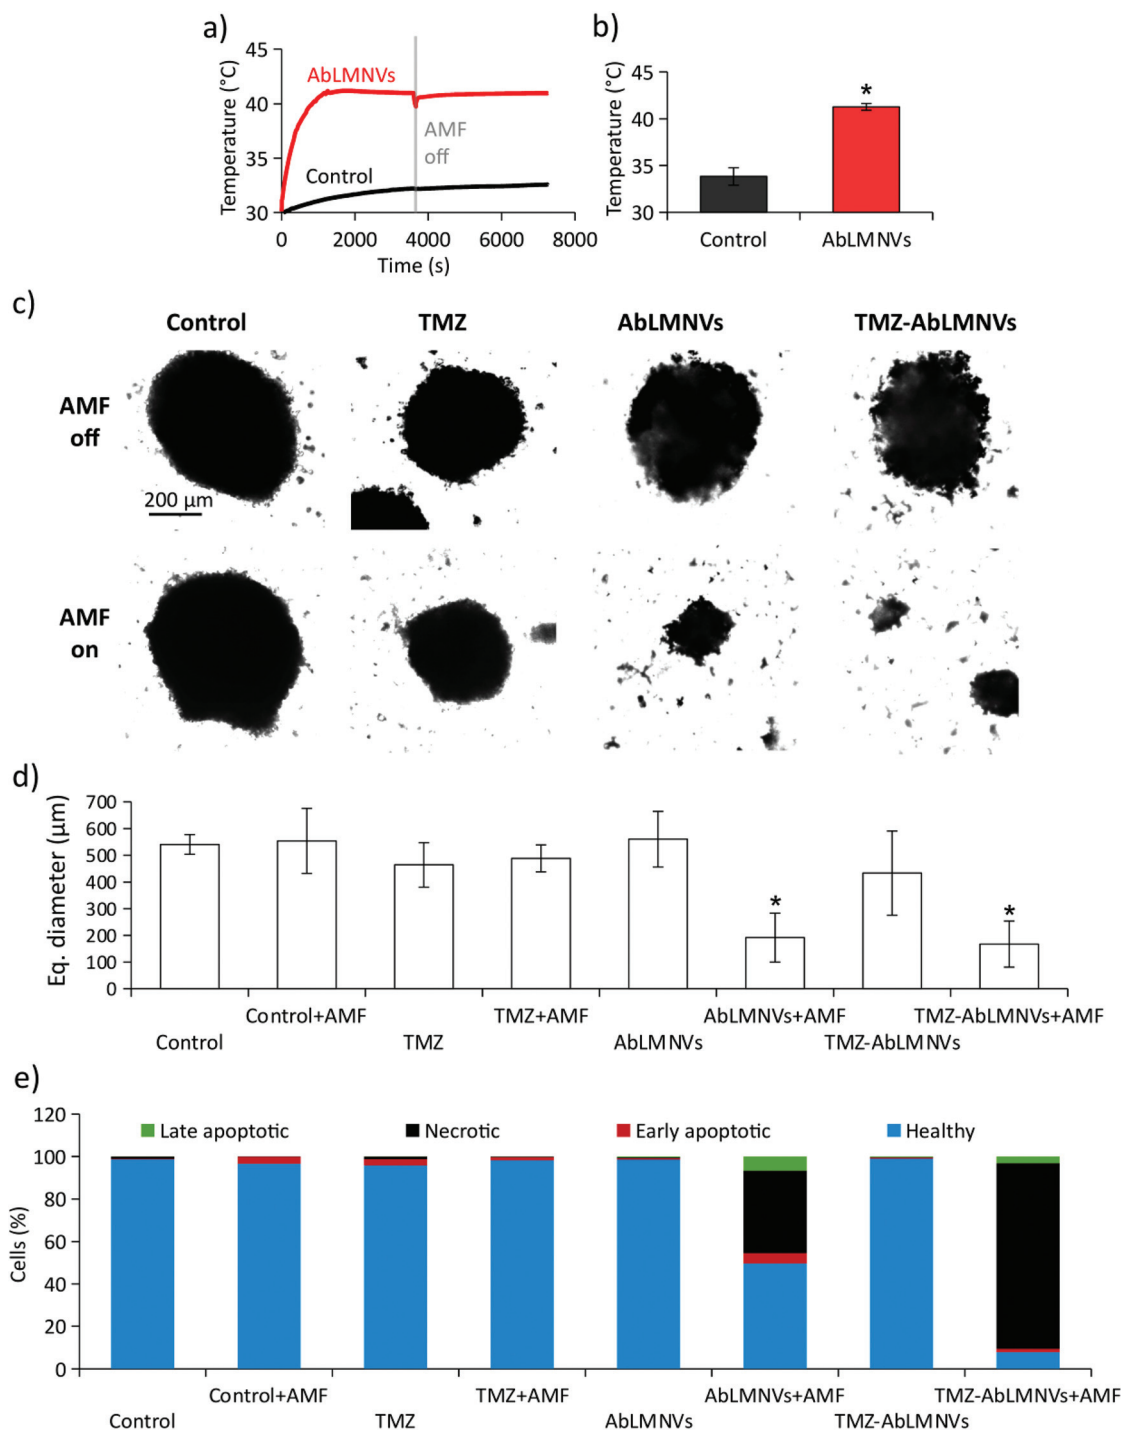 a)
Temperature (°C)
45
40
35
30
AbLMNVs
Control
AMF
off
0 2000 4000 6000 8000
Time (s)
b)
Temperature (°C)
45
40
35
30
*
Control AbLMNVs
c)
Control TMZ AbLMNVs TMZ-AbLMNVs
AMF
off
200 µm
AMF
on
d)
Eq. diameter (µm)
700
600
500
400
300
200
100
0
* *
Control+AMF TMZ+AMF AbLMNVs+AMF TMZ-AbLMNVs+AMF
Control TMZ AbLMNVs TMZ-AbLMNVs
e)
Cells (%)
120
100
80
60
40
20
0
Late apoptotic Necrotic Early apoptotic Healthy
Control+AMF TMZ+AMF AbLMNVs+AMF TMZ-AbLMNVs+AMF
Control TMZ AbLMNVs TMZ-AbLMNVs